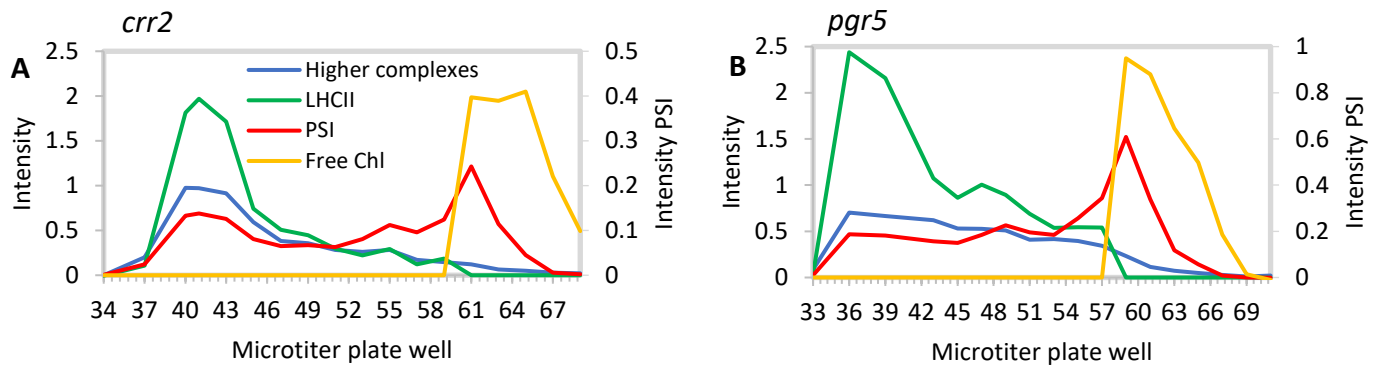 crr2
A
2.5
2
1.5
1
0.5
0
Intensity
0.5
0.4
0.3
0.2
0.1
0
Intensity PSI
Higher complexes
LHCII
PSI
Free Chl
34 37 40 43 46 49 52 55 58 61 64 67
Microtiter plate well
pgr5
B
2.5
2
1.5
1
0.5
0
Intensity
1
0.8
0.6
0.4
0.2
0
Intensity PSI
33 36 39 42 45 48 51 54 57 60 63 66 69
Microtiter plate well